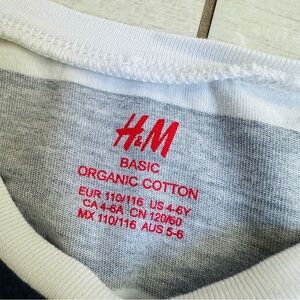 H&M
BASIC
ORGANIC COTTON
EUR 110/116 US 4-6Y
CA 4-6A CN 120/60
MX 110/116 AUS 5-6